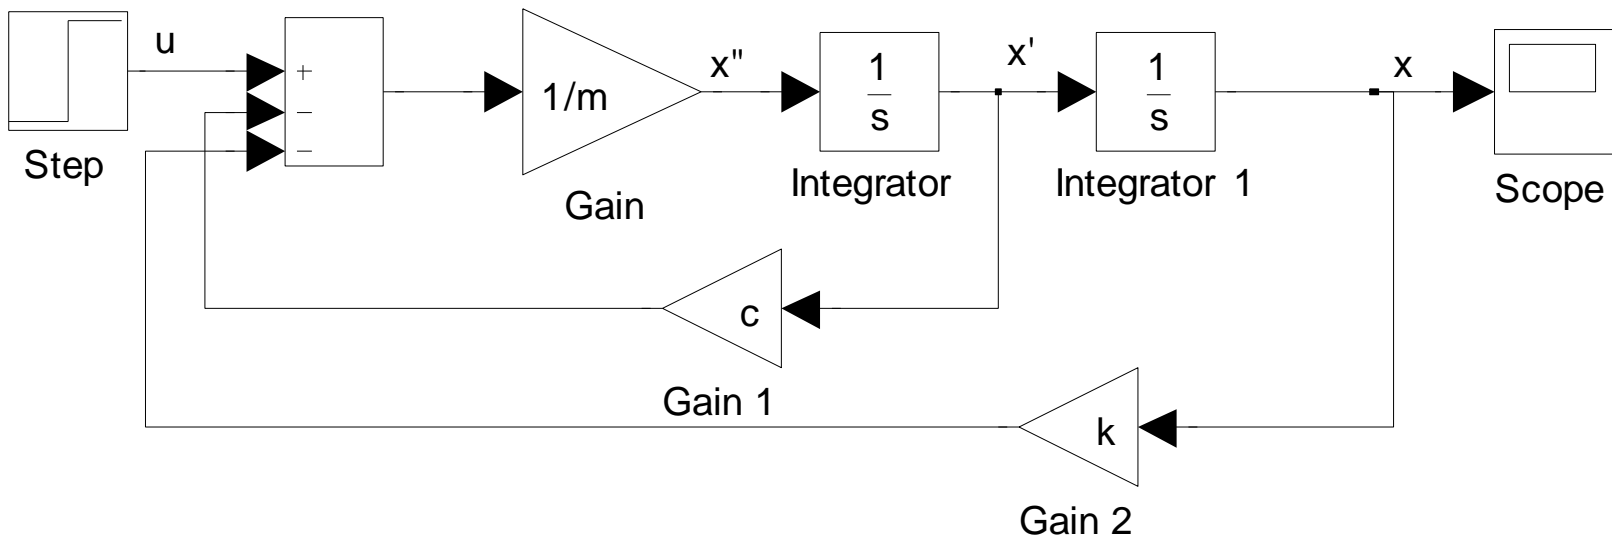 u
+
−
−
Step
1/m
Gain
x"
1
s
Integrator
x'
1
s
Integrator 1
x
Scope
c
Gain 1
k
Gain 2